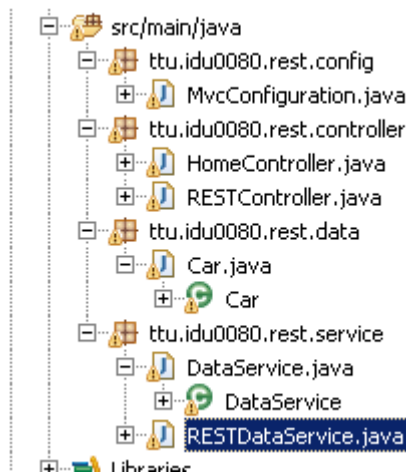 src/main/java
ttu.idu0080.rest.config
MvcConfiguration.java
ttu.idu0080.rest.controller
HomeController.java
RESTController.java
ttu.idu0080.rest.data
Car.java
Car
ttu.idu0080.rest.service
DataService.java
DataService
RESTDataService.java
Libraries